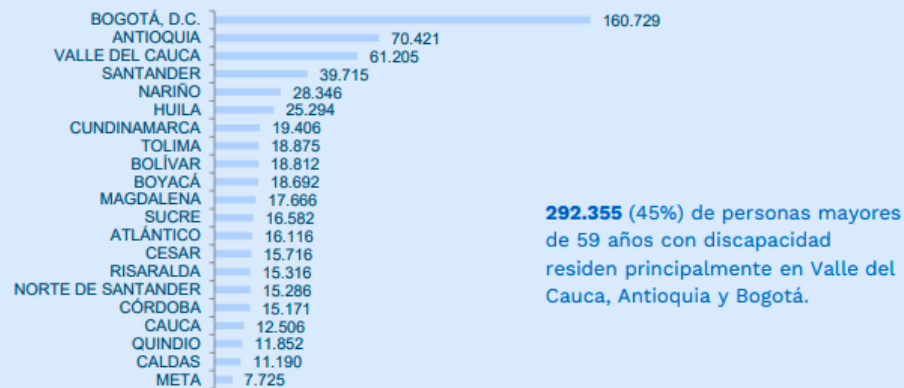 BOGOTÁ, D.C. 160.729
ANTIOQUIA 70.421
VALLE DEL CAUCA 61.205
SANTANDER 39.715
NARIÑO 28.346
HUILA 25.294
CUNDINAMARCA 19.406
TOLIMA 18.875
BOLÍVAR 18.812
BOYACÁ 18.692
MAGDALENA 17.666
SUCRE 16.582
ATLÁNTICO 16.116
CESAR 15.716
RISARALDA 15.316
NORTE DE SANTANDER 15.286
CÓRDOBA 15.171
CAUCA 12.506
QUINDIO 11.852
CALDAS 11.190
META 7.725
292.355 (45%) de personas mayores
de 59 años con discapacidad
residen principalmente en Valle del
Cauca, Antioquia y Bogotá.